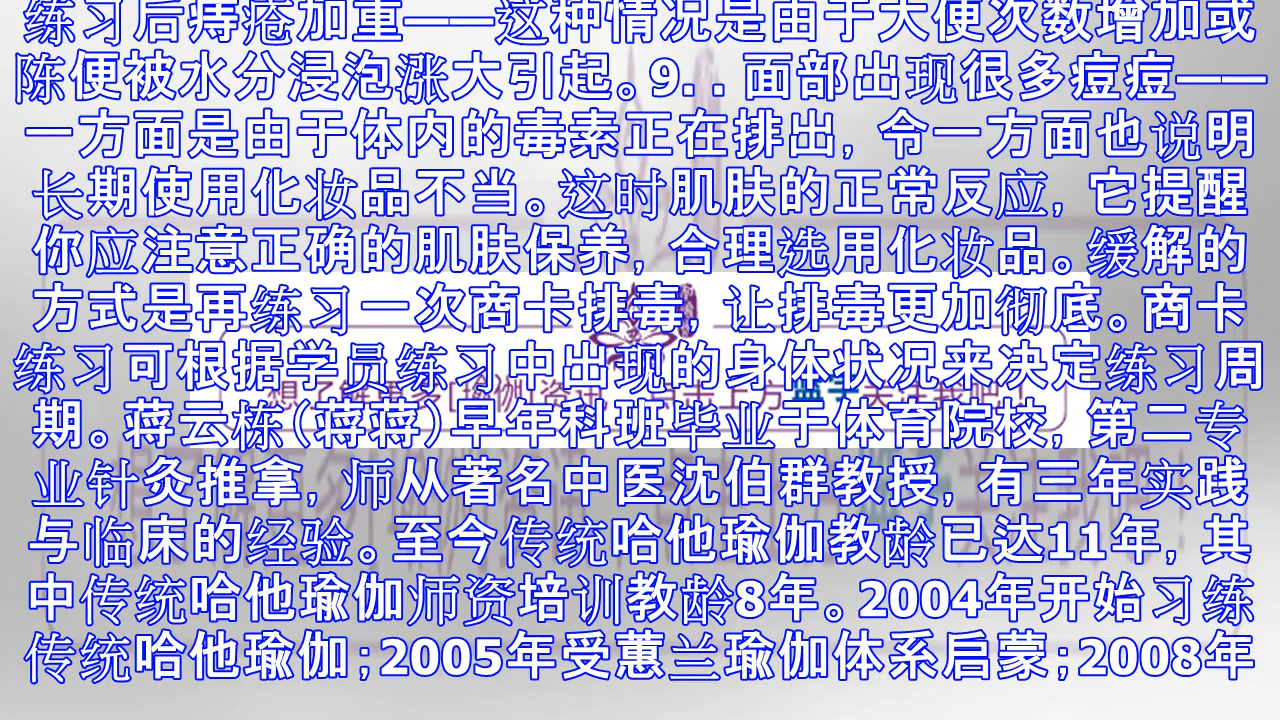 练习后痔疮加重——这种情况是由于大便次数增加或
陈便被水分浸泡涨大引起。9..面部出现很多痘痘——
一方面是由于体内的毒素正在排出，令一方面也说明
长期使用化妆品不当。这时肌肤的正常反应，它提醒
你应注意正确的肌肤保养，合理选用化妆品。缓解的
方式是再练习一次商卡排毒，让排毒更加彻底。商卡
练习可根据学员练习中出现的身体状况来决定练习周
期。蒋云栋(蒋蒋)早年科班毕业于体育院校，第二专
业针灸推拿，师从著名中医沈伯群教授，有三年实践
与临床的经验。至今传统哈他瑜伽教龄已达11年，其
中传统哈他瑜伽师资培训教龄8年。2004年开始习练
传统哈他瑜伽;2005年受蕙兰瑜伽体系启蒙;2008年